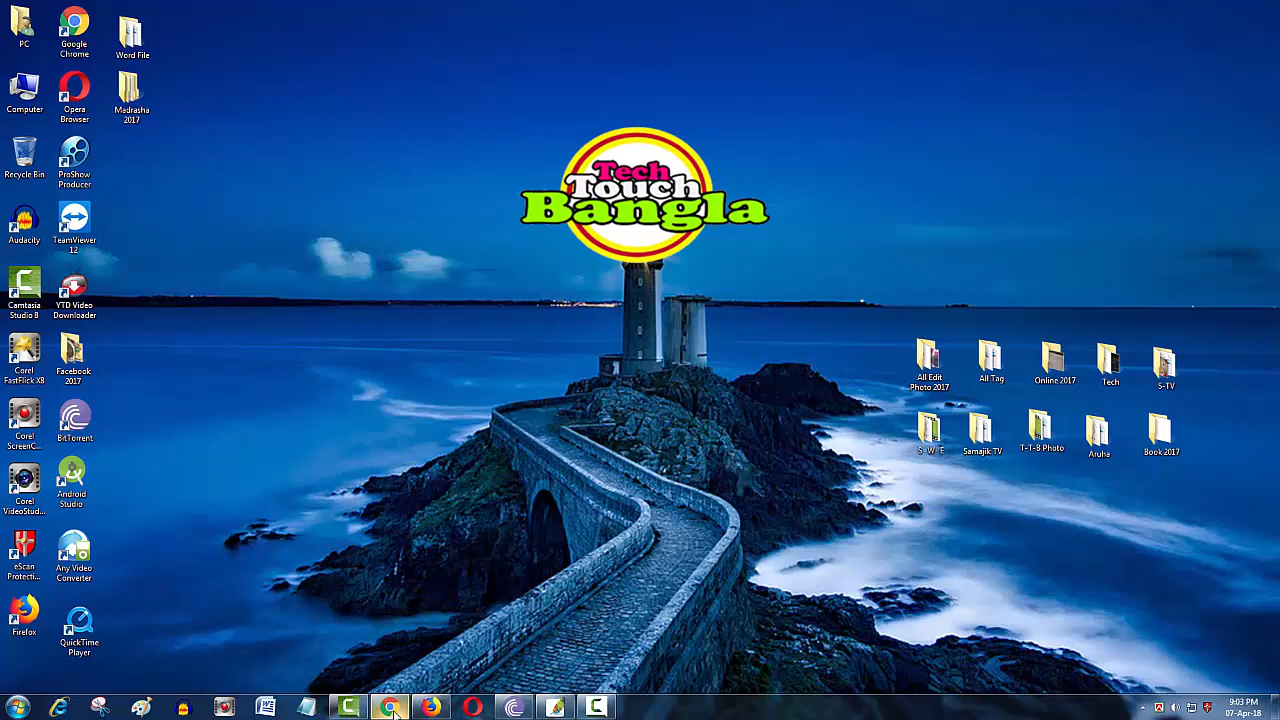 PC
Google
Chrome
Word File
Computer
Opera
Browser
Madrasha
2017
Recycle Bin
ProShow
Producer
Audacity
TeamViewer
12
Camtasia
Studio 8
YTD Video
Downloader
Corel
FastFlick X8
Facebook
2017
Corel
ScreenC...
BitTorrent
Corel
VideoStud...
Android
Studio
eScan
Protecti...
Any Video
Converter
Firefox
QuickTime
Player
Tech
Touch
Bangla
All Edit
Photo 2017
All Tag
Online 2017
Tech
S-TV
S-W-E
Samajik TV
T-T-B Photo
Aruha
Book 2017
9:03 PM
07-Apr-18